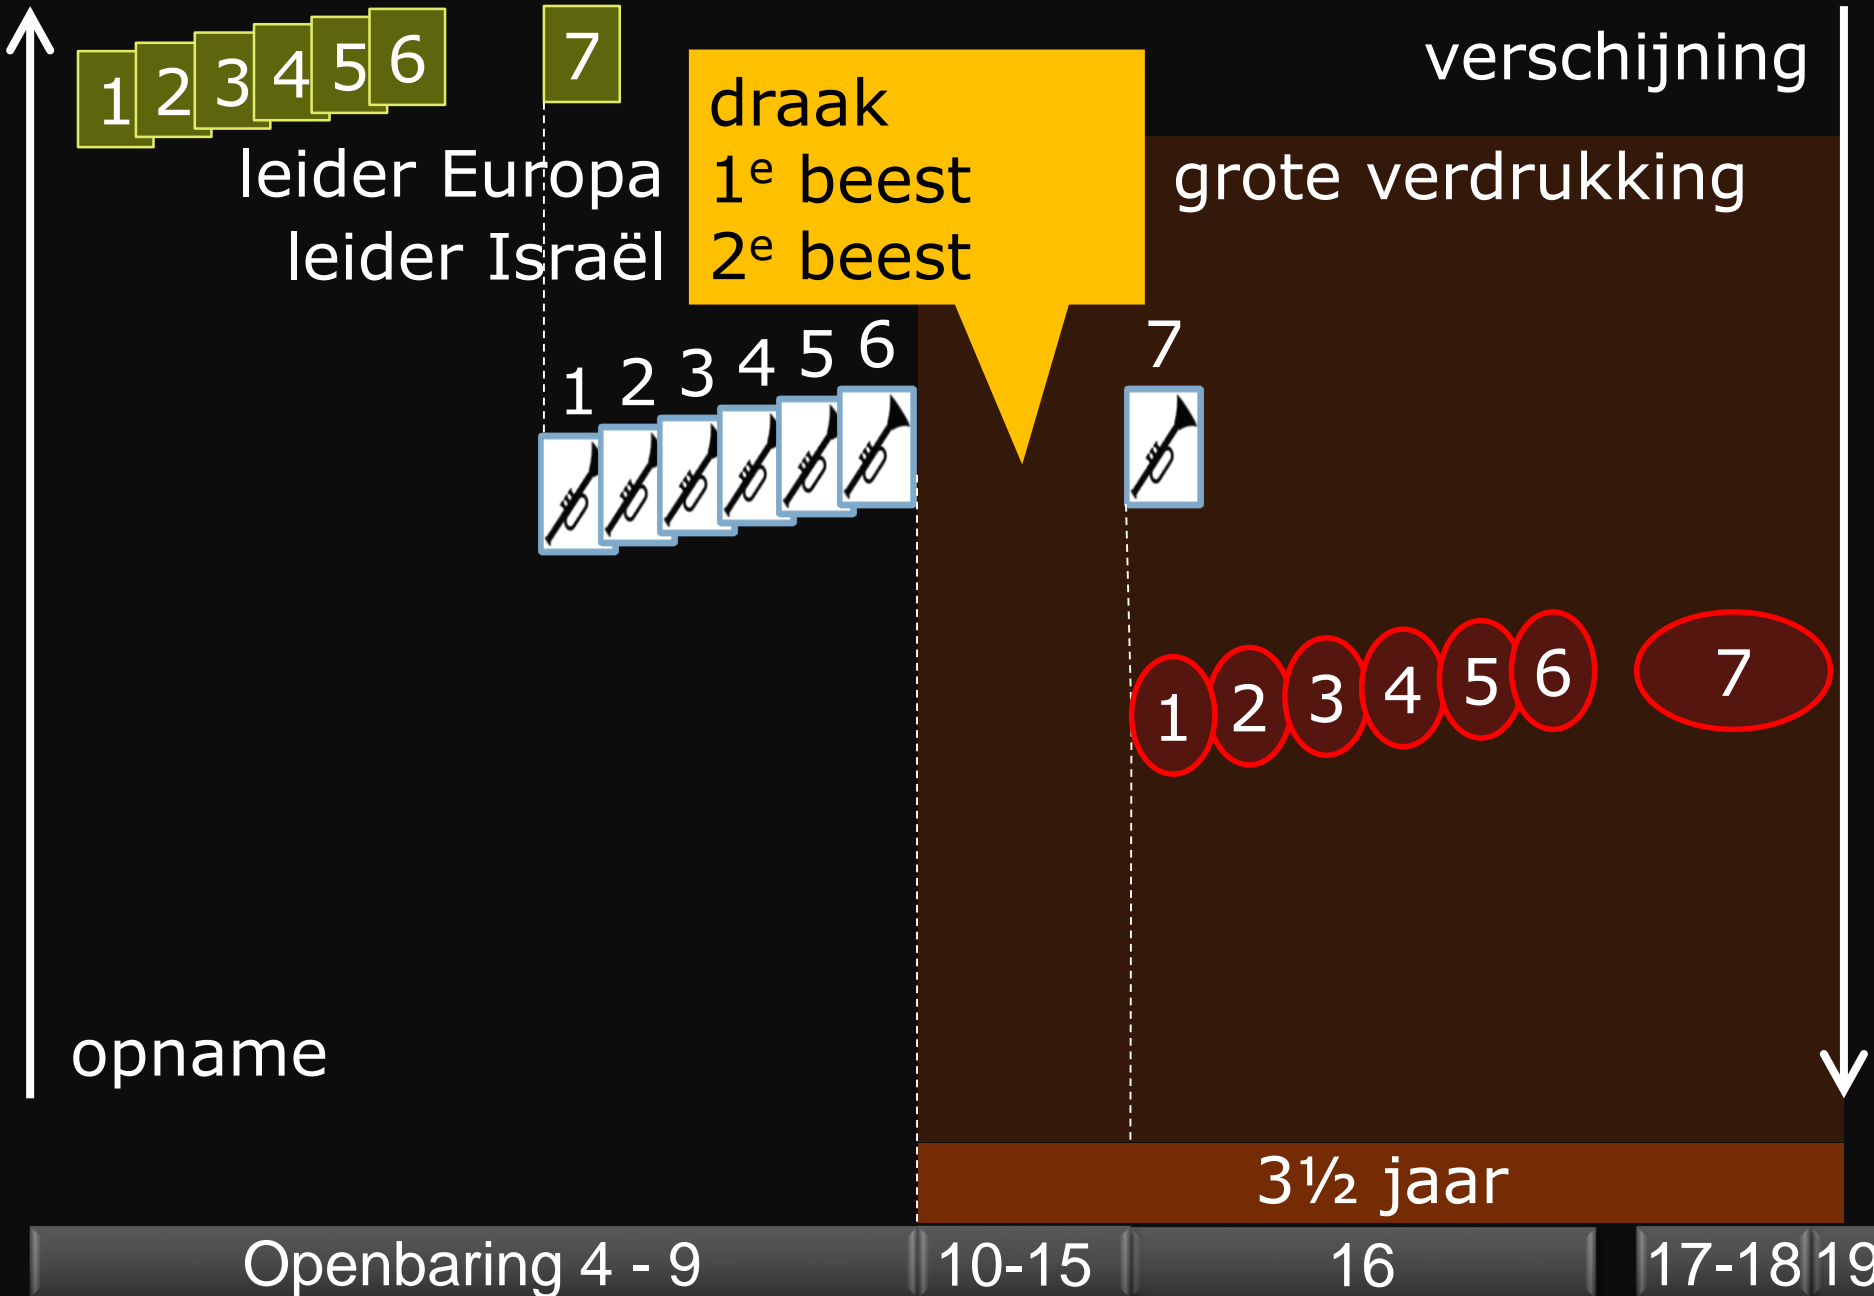 1 2 3 4 5 6 7
verschijning
draak
1e beest
2e beest
leider Europa
leider Israël
grote verdrukking
1 2 3 4 5 6 7
1 2 3 4 5 6 7
opname
3½ jaar
Openbaring 4 - 9 10-15 16 17-18 19